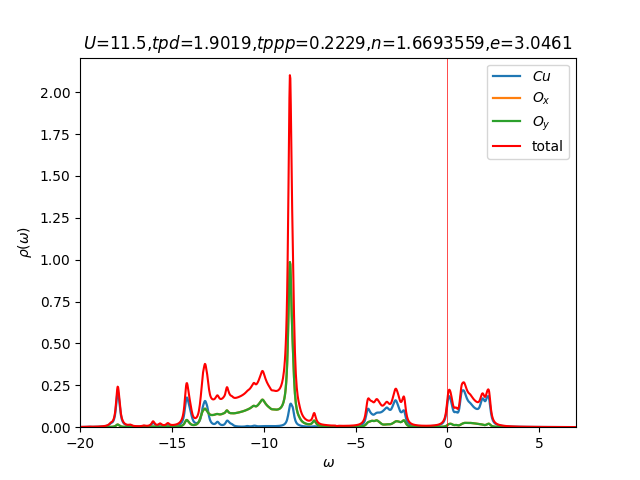 U=11.5,tpd=1.9019,tppp=0.2229,n=1.6693559,e=3.0461
Cu
O_x
O_y
total
ρ(ω)
2.00
1.75
1.50
1.25
1.00
0.75
0.50
0.25
0.00
−20 −15 −10 −5 0 5
ω